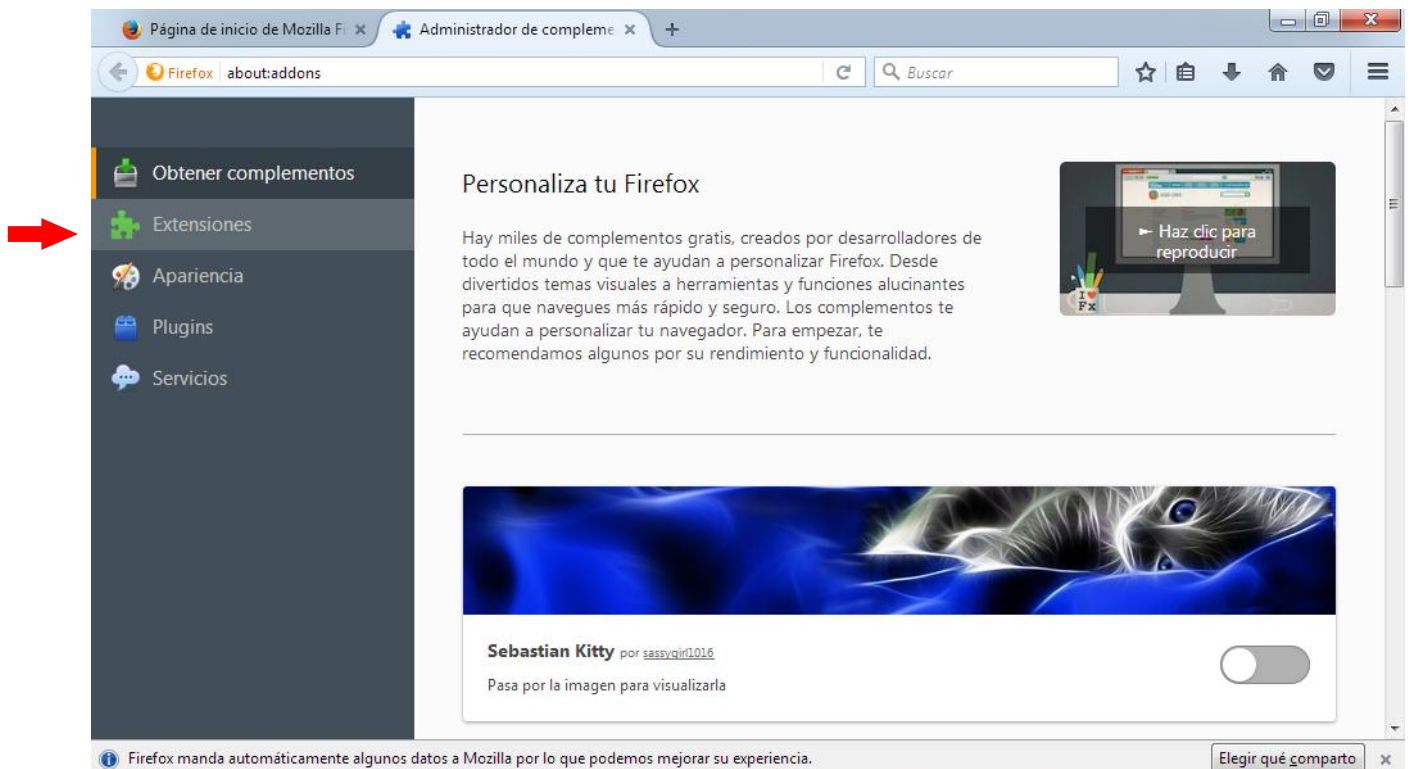 Página de inicio de Mozilla Fi
Administrador de compleme
Firefox about:addons
Buscar
Obtener complementos
Extensiones
Apariencia
Plugins
Servicios
Personaliza tu Firefox
Hay miles de complementos gratis, creados por desarrolladores de
todo el mundo y que te ayudan a personalizar Firefox. Desde
divertidos temas visuales a herramientas y funciones alucinantes
para que navegues más rápido y seguro. Los complementos te
ayudan a personalizar tu navegador. Para empezar, te
recomendamos algunos por su rendimiento y funcionalidad.
Haz clic para
reproducir
I
Fx
Sebastian Kitty por sassygirl1016
Pasa por la imagen para visualizarla
Firefox manda automáticamente algunos datos a Mozilla por lo que podemos mejorar su experiencia.
Elegir qué comparto